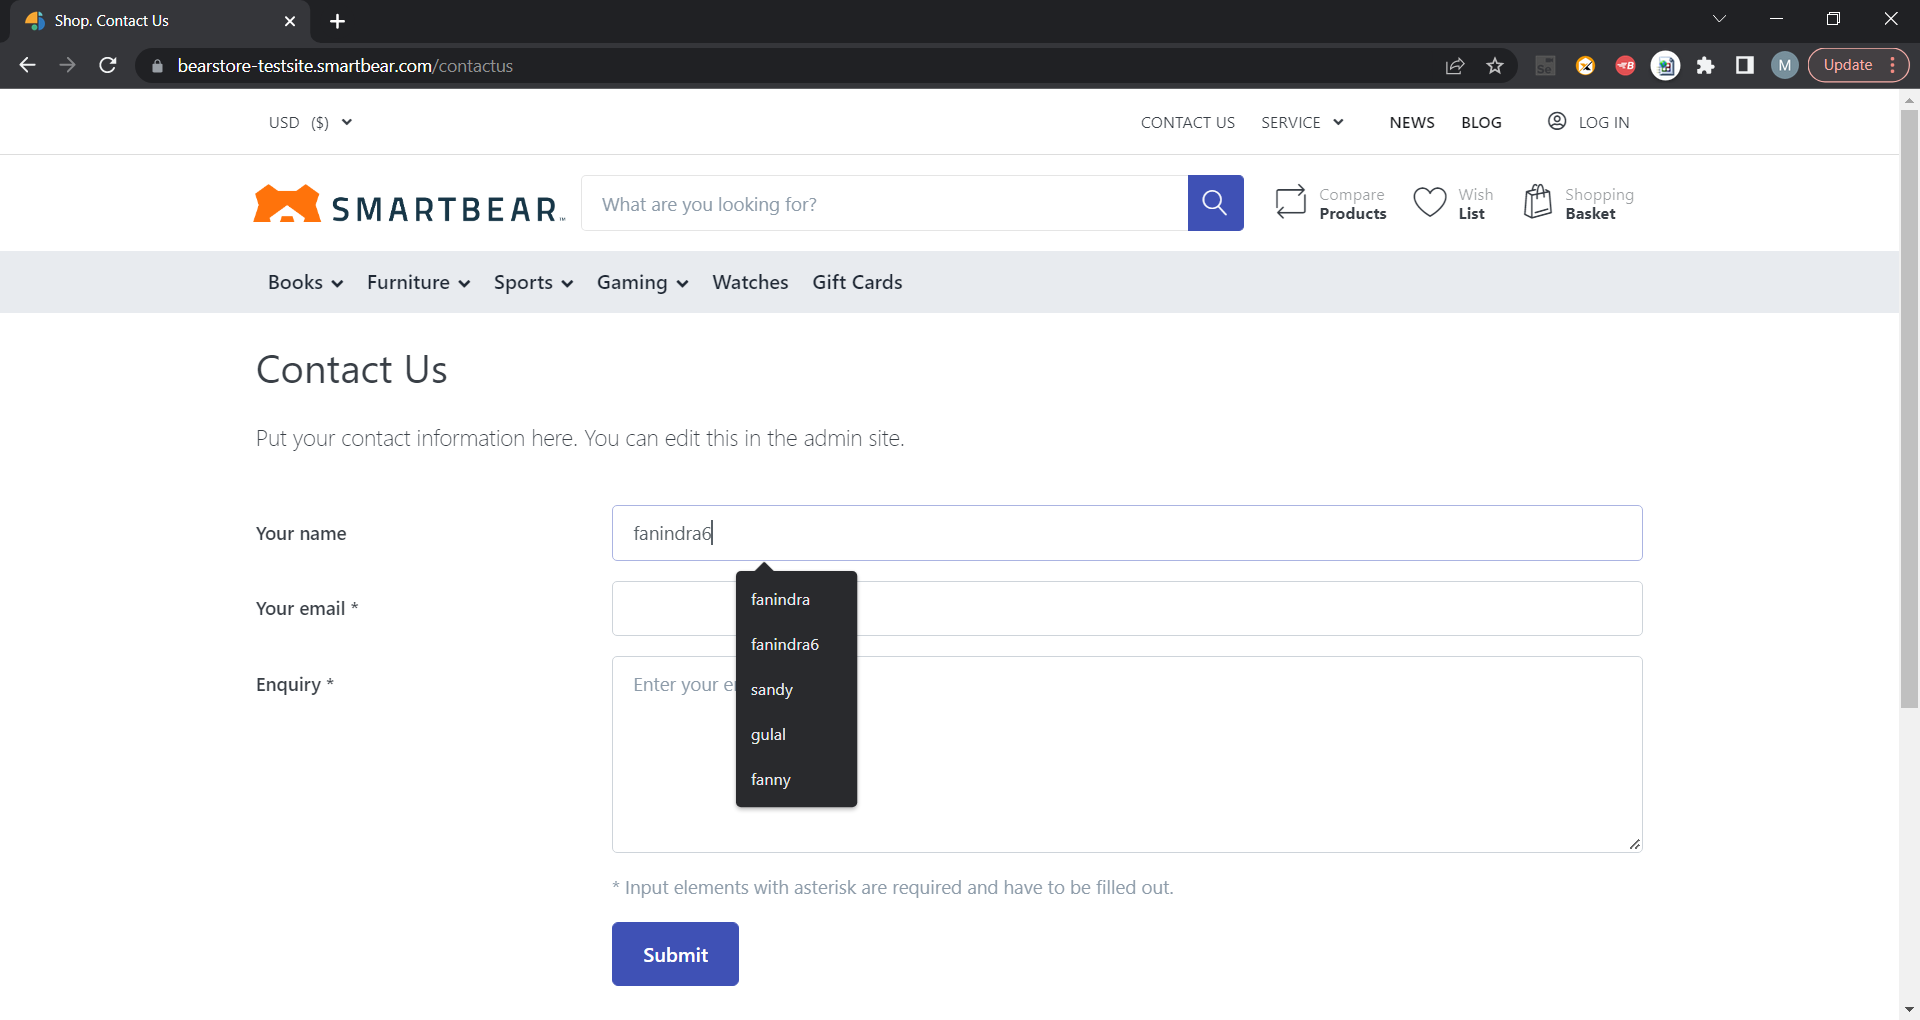 Shop. Contact Us
bearstore-testsite.smartbear.com/contactus
M
Update
USD ($)
CONTACT US
SERVICE
NEWS
BLOG
LOG IN
SMARTBEAR™
What are you looking for?
Compare
Products
Wish
List
Shopping
Basket
Books
Furniture
Sports
Gaming
Watches
Gift Cards
Contact Us
Put your contact information here. You can edit this in the admin site.
Your name
fanindra6
fanindra
fanindra6
sandy
gulal
fanny
Your email *
Enquiry *
Enter your
* Input elements with asterisk are required and have to be filled out.
Submit